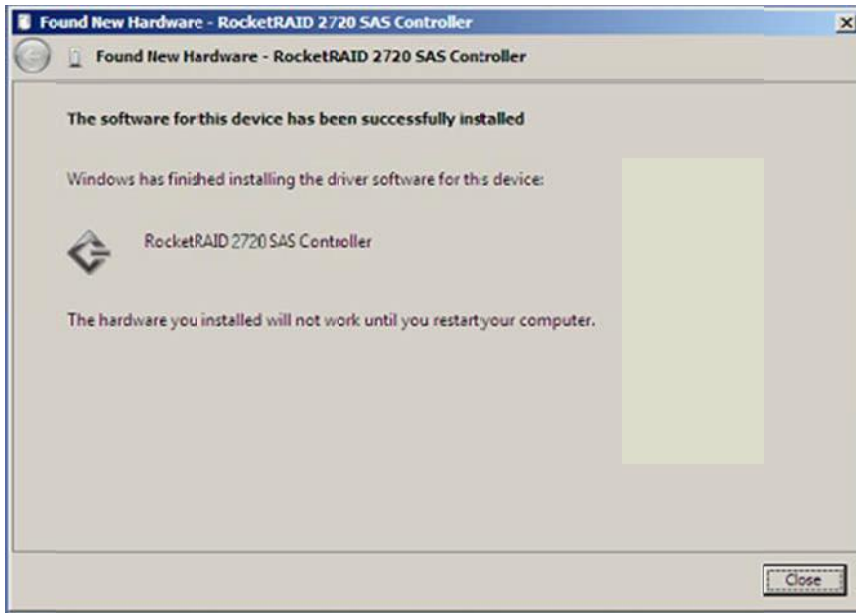 Found New Hardware - RocketRAID 2720 SAS Controller
Found New Hardware - RocketRAID 2720 SAS Controller
The software for this device has been successfully installed
Windows has finished installing the driver software for this device:
RocketRAID 2720 SAS Controller
The hardware you installed will not work until you restart your computer.
Close